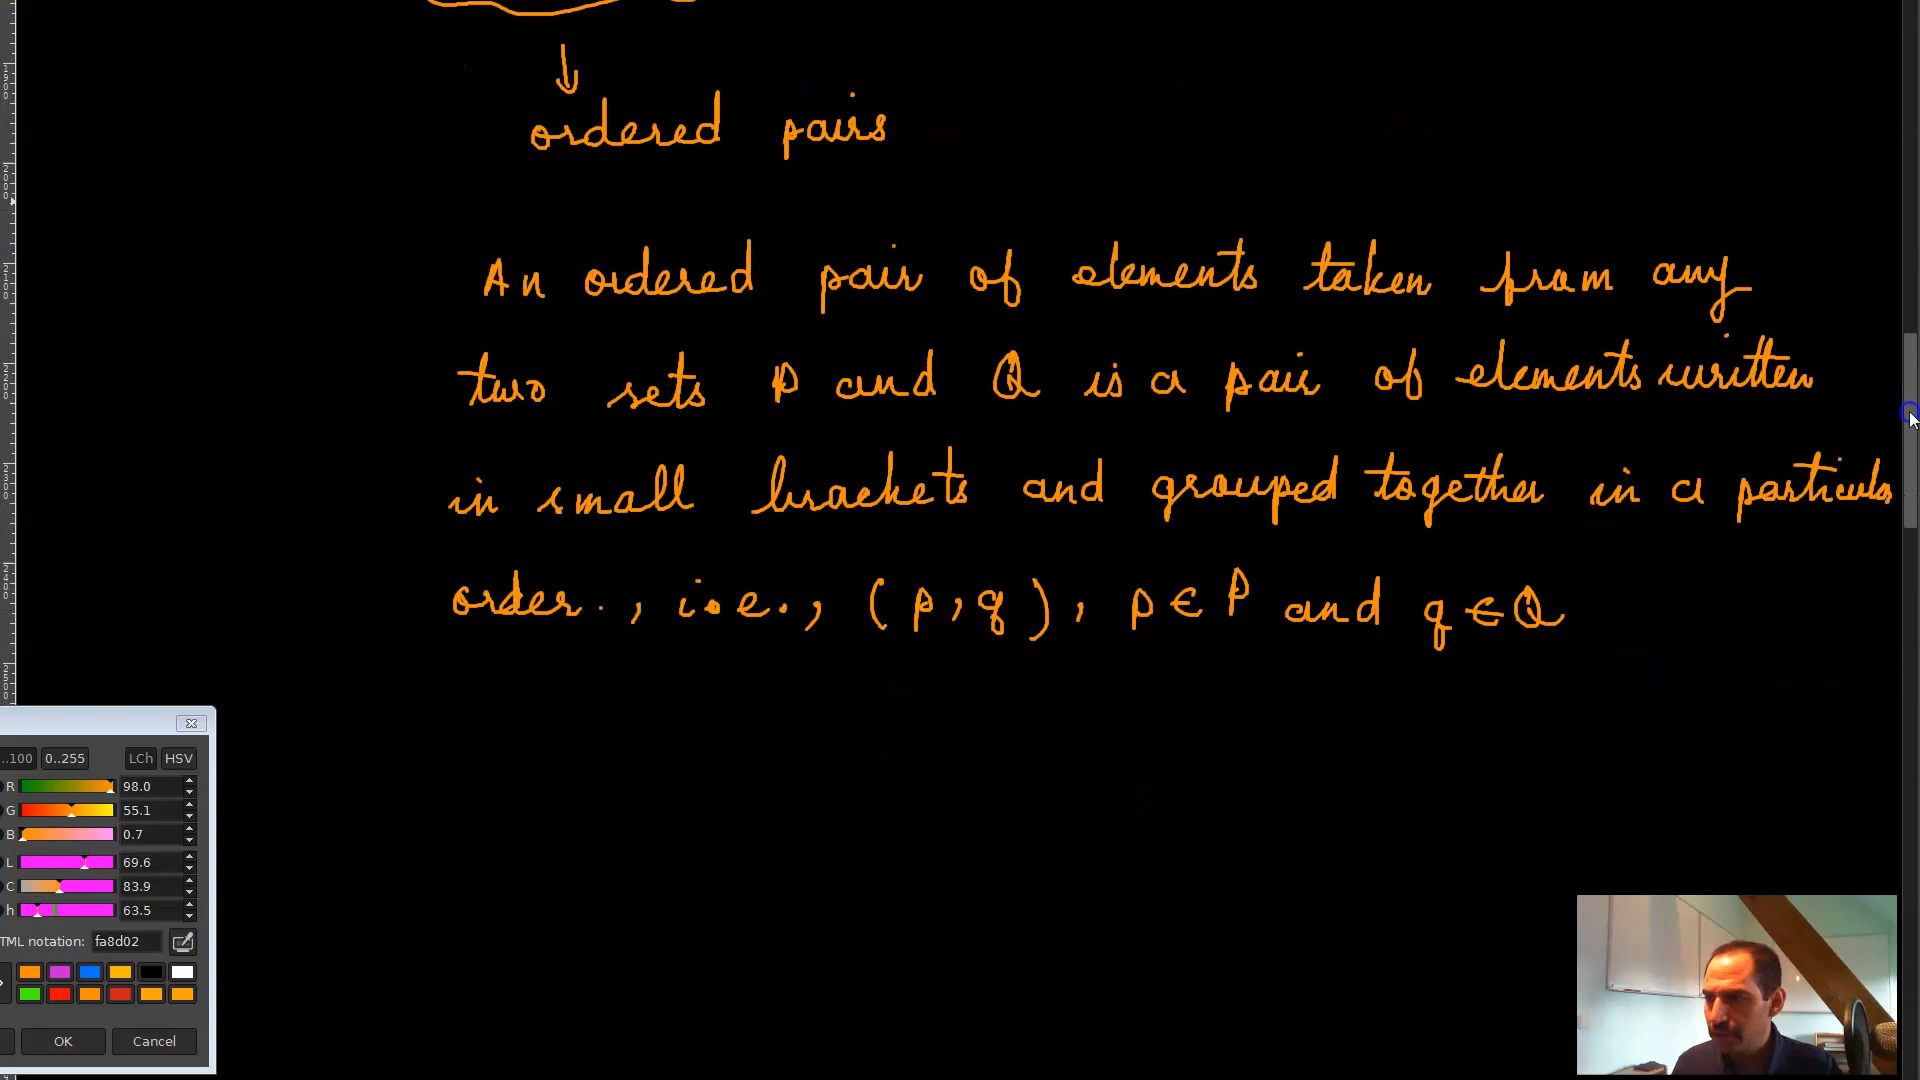 ordered pairs
An ordered pair of elements taken from any
two sets P and Q is a pair of elements written
in small brackets and grouped together in a particular
order., i.e., (p, q), p ∈ P and q ∈ Q
..100 0..255 LCh HSV
R 98.0
G 55.1
B 0.7
L 69.6
C 83.9
h 63.5
TML notation: fa8d02
OK Cancel